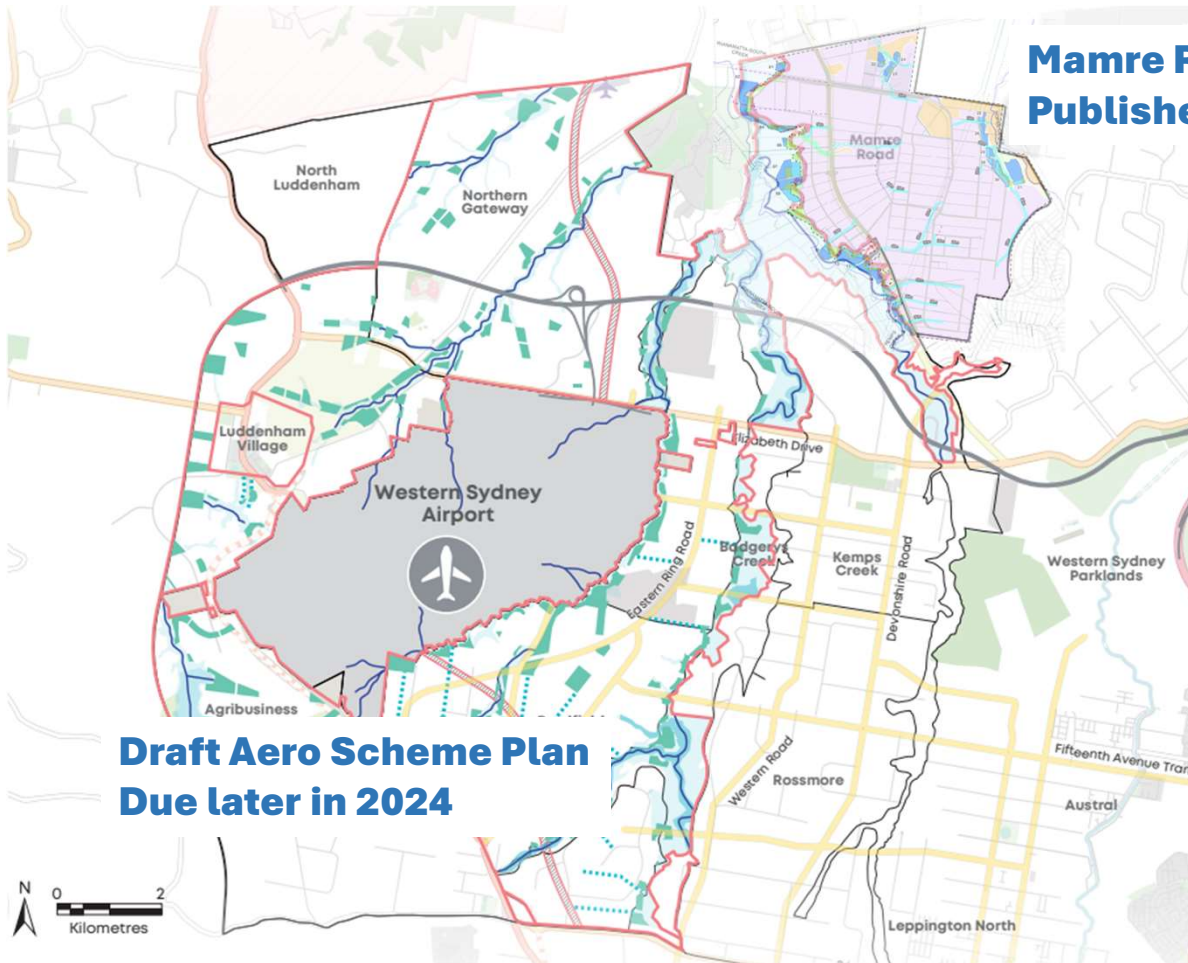 Mamre
Publishe
Mamre
Road
North
Luddenham
Northern
Gateway
Luddenham
Village
Elizabeth Drive
Western Sydney
Airport
Badgerys
Creek
Kemps
Creek
Eastern Ring Road
Devonshire Road
Western Sydney
Parklands
Agribusiness
Draft Aero Scheme Plan
Due later in 2024
Western Road
Rossmore
Fifteenth Avenue Tran
Austral
N
0 2
Kilometres
Leppington North